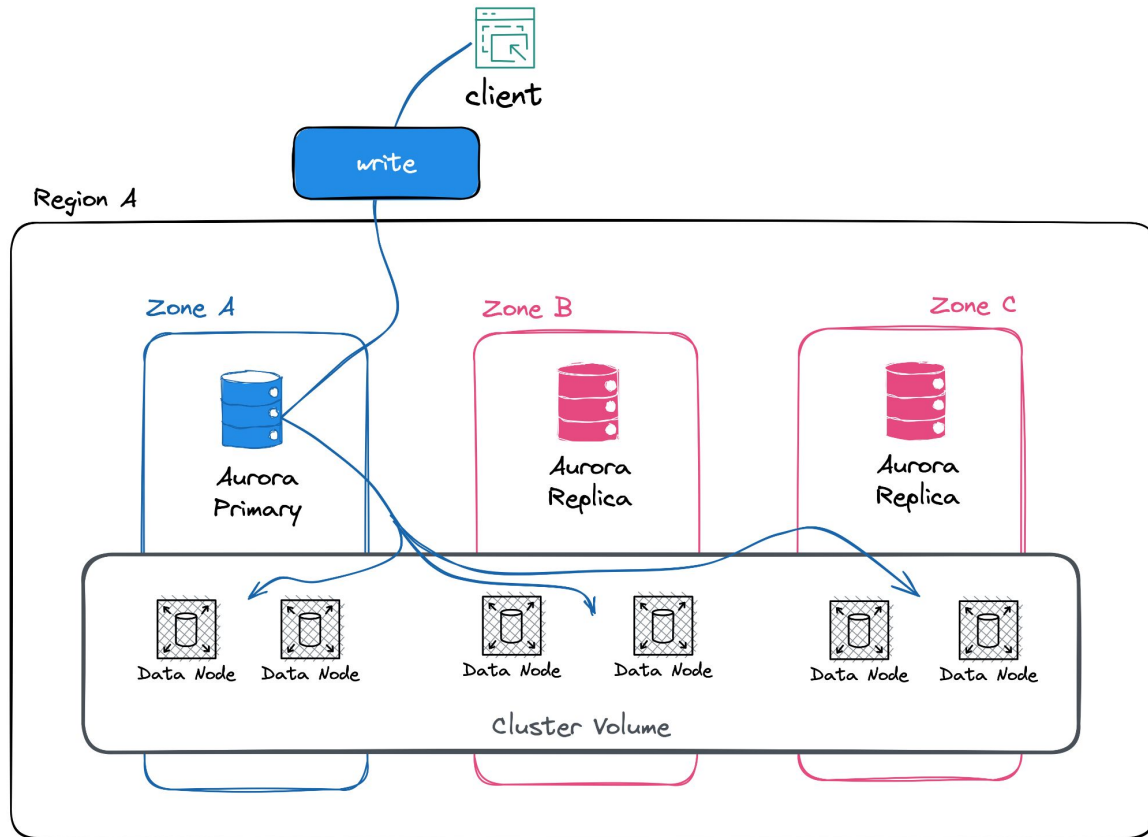 client
write
Region A
Zone A
Zone B
Zone C
Aurora
Primary
Aurora
Replica
Aurora
Replica
Data Node
Data Node
Data Node
Data Node
Data Node
Data Node
Cluster Volume